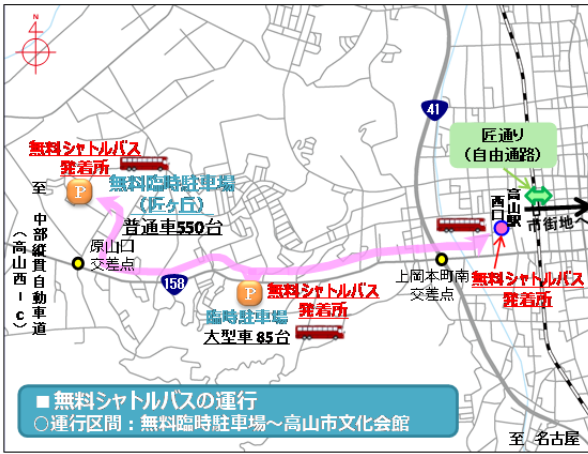 N
41
匠通り
(自由通路)
無料シャトルバス
発着所
P
無料臨時駐車場
(匠ヶ丘)
普通車550台
至 中部縦貫自動車道
(高山西IC)
高山駅
西口
市街地へ
原山口
交差点
158
P
無料シャトルバス
発着所
臨時駐車場
大型車 85台
上岡本町南
交差点
無料シャトルバス
発着所
■無料シャトルバスの運行
○運行区間：無料臨時駐車場～高山市文化会館
至 名古屋